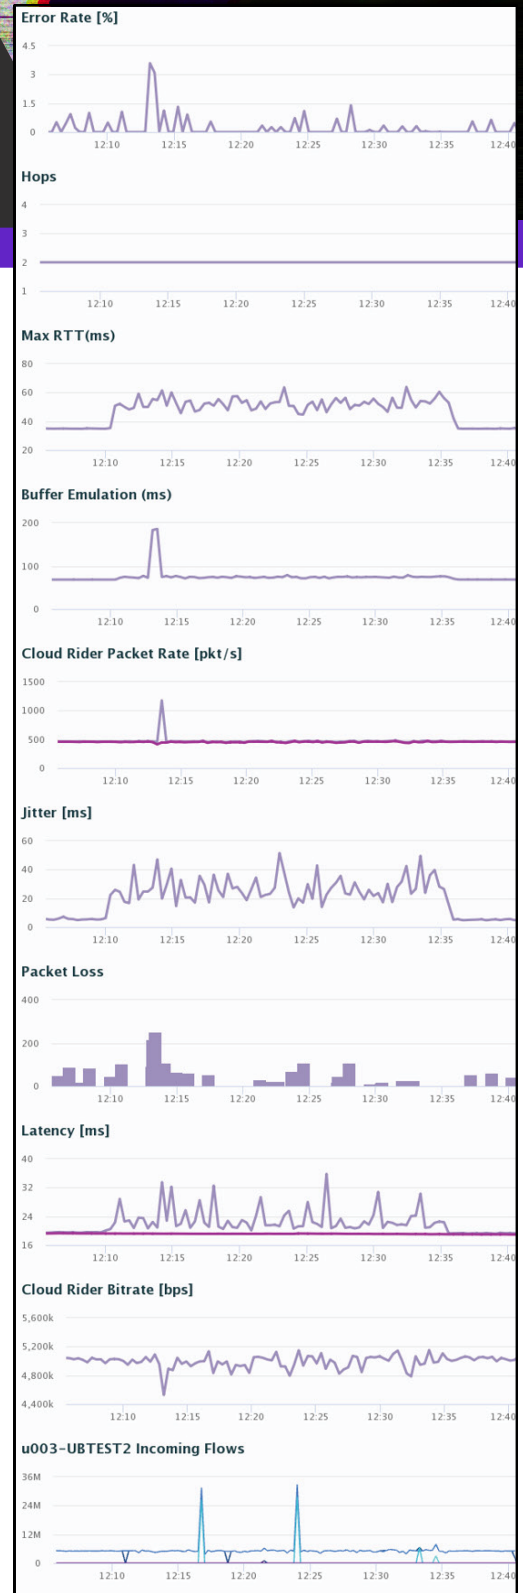 Error Rate [%]
4.5
3
1.5
0
12:10 12:15 12:20 12:25 12:30 12:35 12:40
Hops
4
3
2
1
12:10 12:15 12:20 12:25 12:30 12:35 12:40
Max RTT(ms)
80
60
40
20
12:10 12:15 12:20 12:25 12:30 12:35 12:40
Buffer Emulation (ms)
200
100
0
12:10 12:15 12:20 12:25 12:30 12:35 12:40
Cloud Rider Packet Rate [pkt/s]
1500
1000
500
0
12:10 12:15 12:20 12:25 12:30 12:35 12:40
Jitter [ms]
60
40
20
0
12:10 12:15 12:20 12:25 12:30 12:35 12:40
Packet Loss
400
200
0
12:10 12:15 12:20 12:25 12:30 12:35 12:40
Latency [ms]
40
32
24
16
12:10 12:15 12:20 12:25 12:30 12:35 12:40
Cloud Rider Bitrate [bps]
5,600k
5,200k
4,800k
4,400k
12:10 12:15 12:20 12:25 12:30 12:35 12:40
u003-UBTEST2 Incoming Flows
36M
24M
12M
0
12:10 12:15 12:20 12:25 12:30 12:35 12:40